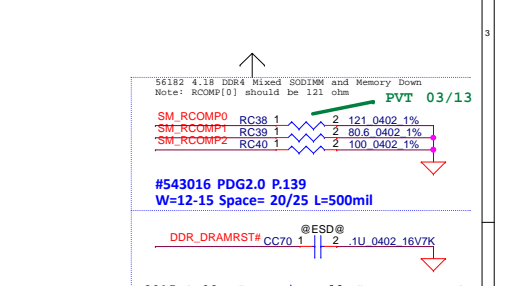 3
56182 4.18 DDR4 Mixed SODIMM and Memory Down
Note: RCOMP[0] should be 121 ohm
PVT 03/13
SM_RCOMP0 RC38 1 2 121_0402_1%
SM_RCOMP1 RC39 1 2 80.6_0402_1%
SM_RCOMP2 RC40 1 2 100_0402_1%
#543016 PDG2.0 P.139
W=12-15 Space= 20/25 L=500mil
@ESD@
DDR_DRAMRST# CC70 1 2 .1U_0402_16V7K